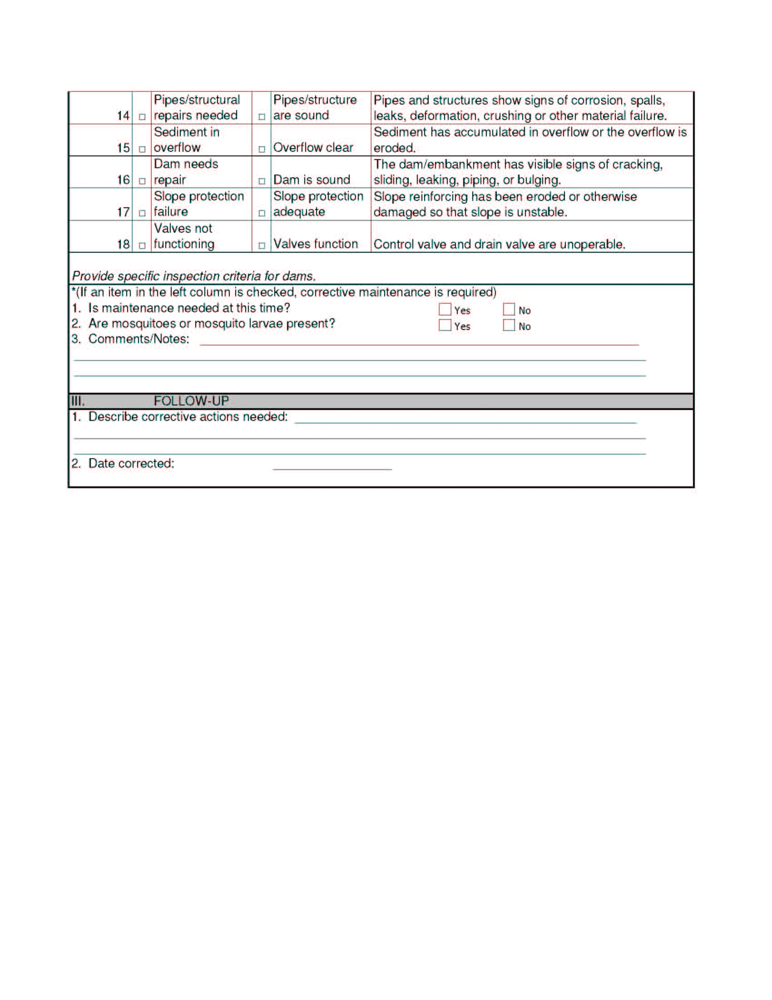 Pipes/structural Pipes/structure Pipes and structures show signs of corrosion, spalls,
14 □ repairs needed □ are sound leaks, deformation, crushing or other material failure.
Sediment in Sediment has accumulated in overflow or the overflow is
15 □ overflow □ Overflow clear eroded.
Dam needs The dam/embankment has visible signs of cracking,
16 □ repair □ Dam is sound sliding, leaking, piping, or bulging.
Slope protection Slope protection Slope reinforcing has been eroded or otherwise
17 □ failure □ adequate damaged so that slope is unstable.
Valves not
18 □ functioning □ Valves function Control valve and drain valve are unoperable.
Provide specific inspection criteria for dams.
*(If an item in the left column is checked, corrective maintenance is required)
1. Is maintenance needed at this time? □ Yes □ No
2. Are mosquitoes or mosquito larvae present? □ Yes □ No
3. Comments/Notes:
III. FOLLOW-UP
1. Describe corrective actions needed:
2. Date corrected: